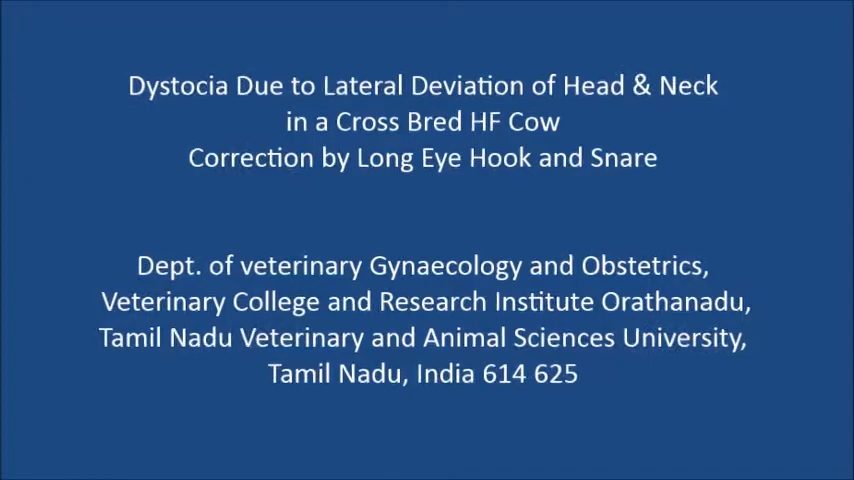 Dystocia Due to Lateral Deviation of Head & Neck
in a Cross Bred HF Cow
Correction by Long Eye Hook and Snare
Dept. of veterinary Gynaecology and Obstetrics,
Veterinary College and Research Institute Orathanadu,
Tamil Nadu Veterinary and Animal Sciences University,
Tamil Nadu, India 614 625